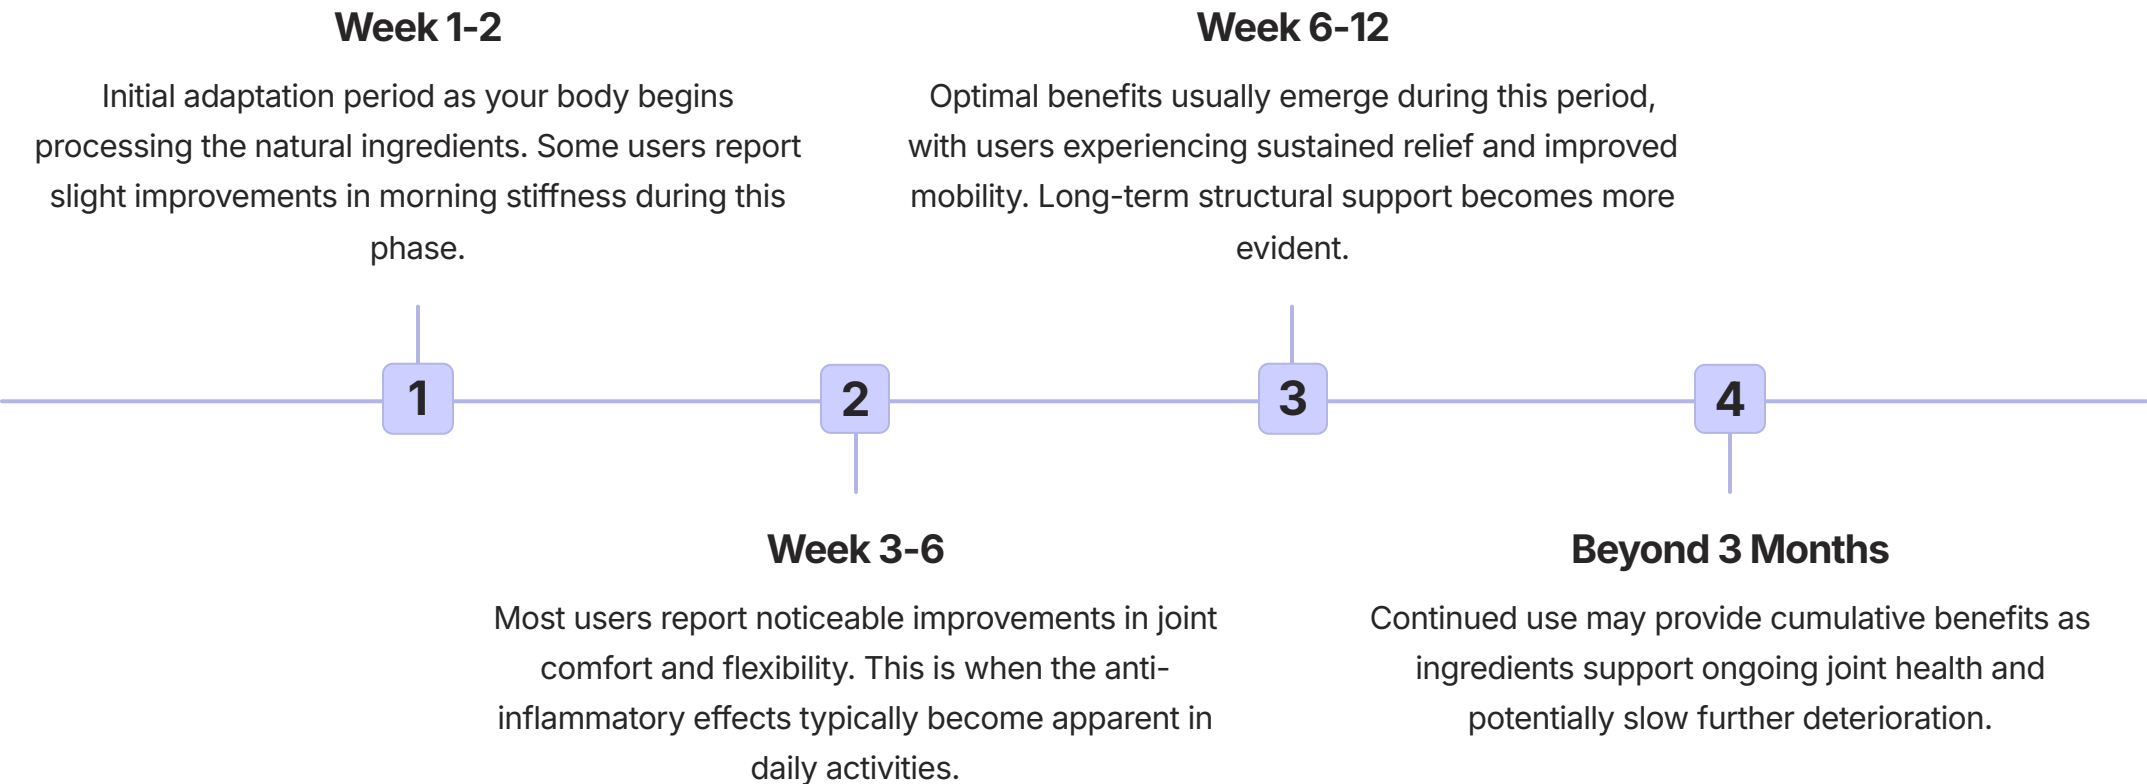 Week 1-2
Initial adaptation period as your body begins
processing the natural ingredients. Some users report
slight improvements in morning stiffness during this
phase.
Week 6-12
Optimal benefits usually emerge during this period,
with users experiencing sustained relief and improved
mobility. Long-term structural support becomes more
evident.
1
2
3
4
Week 3-6
Most users report noticeable improvements in joint
comfort and flexibility. This is when the anti-
inflammatory effects typically become apparent in
daily activities.
Beyond 3 Months
Continued use may provide cumulative benefits as
ingredients support ongoing joint health and
potentially slow further deterioration.